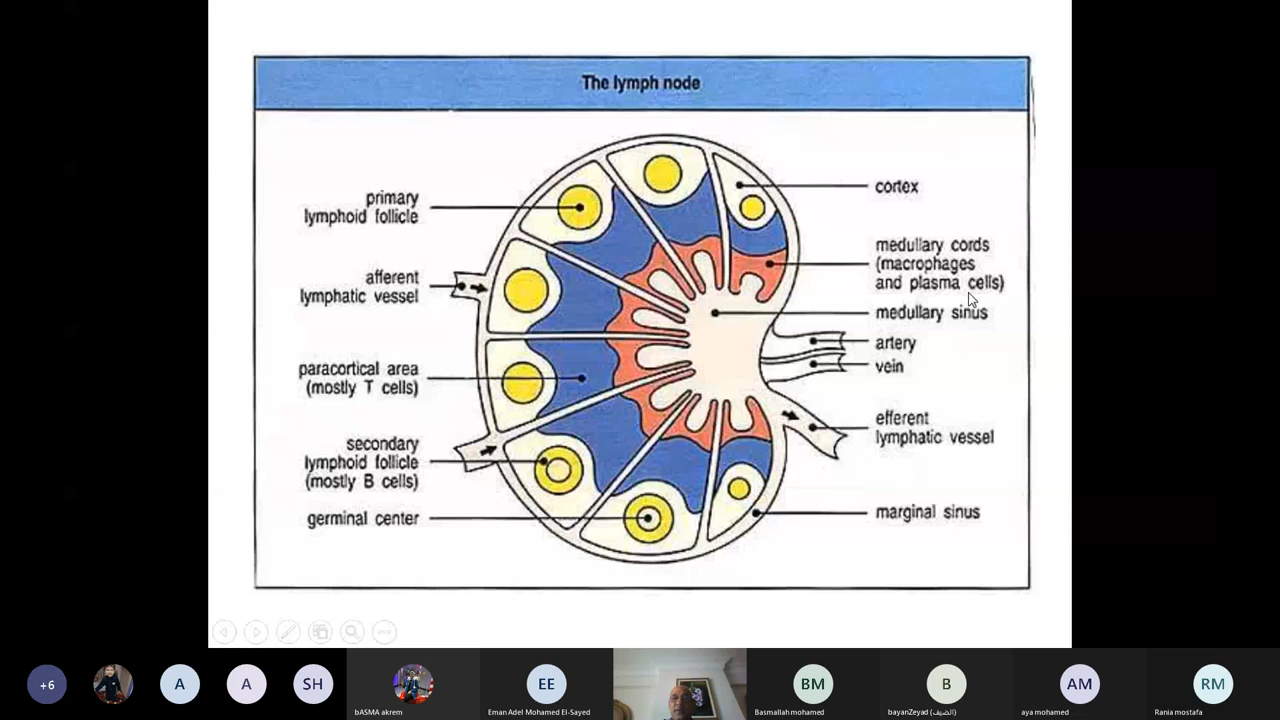 The lymph node
primary
lymphoid follicle
afferent
lymphatic vessel
paracortical area
(mostly T cells)
secondary
lymphoid follicle
(mostly B cells)
germinal center
cortex
medullary cords
(macrophages
and plasma cells)
medullary sinus
artery
vein
efferent
lymphatic vessel
marginal sinus
+6
A
A
SH
bASMA akrem
EE
Eman Adel Mohamed El-Sayed
BM
Basmallah mohamed
B
bayanZeyad (الضيف)
AM
aya mohamed
RM
Rania mostafa